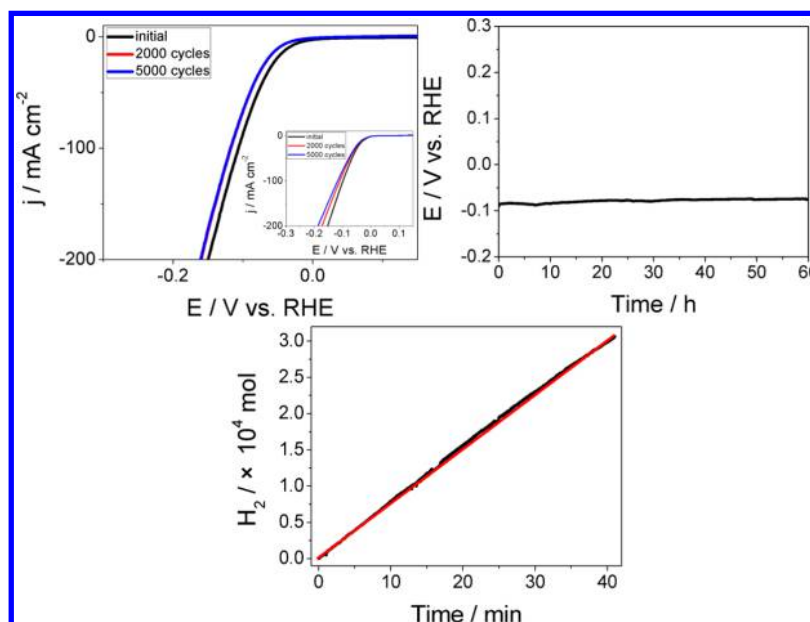 0
-100
-200
j / mA cm⁻²
initial
2000 cycles
5000 cycles
-0.2
0.0
E / V vs. RHE
0
-100
-200
j / mA cm⁻²
initial
2000 cycles
5000 cycles
-0.3 -0.2 -0.1 0.0 0.1
E / V vs. RHE
0.3
0.2
0.1
0.0
-0.1
-0.2
E / V vs. RHE
0 10 20 30 40 50 60
Time / h
3.0
2.5
2.0
1.5
1.0
0.5
0.0
H₂ / × 10⁴ mol
0 10 20 30 40
Time / min